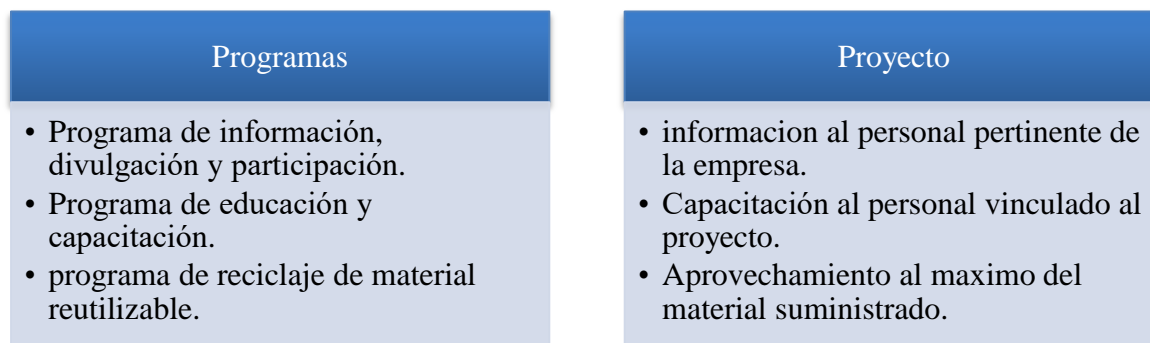 Programas
• Programa de información,
divulgación y participación.
• Programa de educación y
capacitación.
• programa de reciclaje de material
reutilizable.
Proyecto
• informacion al personal pertinente de
la empresa.
• Capacitación al personal vinculado al
proyecto.
• Aprovechamiento al maximo del
material suministrado.